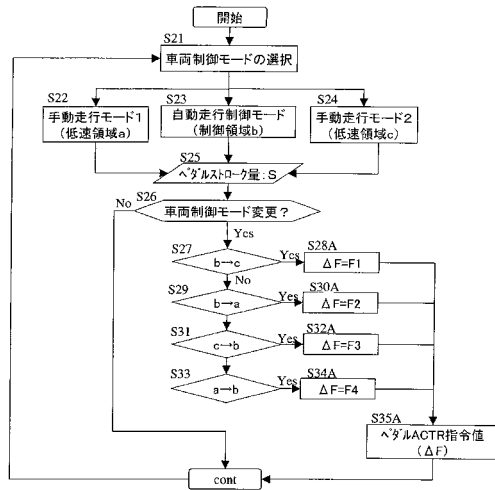 開始
S21
車両制御モードの選択
S22
手動走行モード1
(低速領域a)
S23
自動走行制御モード
(制御領域b)
S24
手動走行モード2
(低速領域c)
S25
ペダルストローク量:S
S26
No
車両制御モード変更?
Yes
S27
b→c
Yes
S28A
ΔF=F1
No
S29
b→a
Yes
S30A
ΔF=F2
S31
c→b
Yes
S32A
ΔF=F3
S33
a→b
Yes
S34A
ΔF=F4
S35A
ペダルACTR指令値
(ΔF)
cont